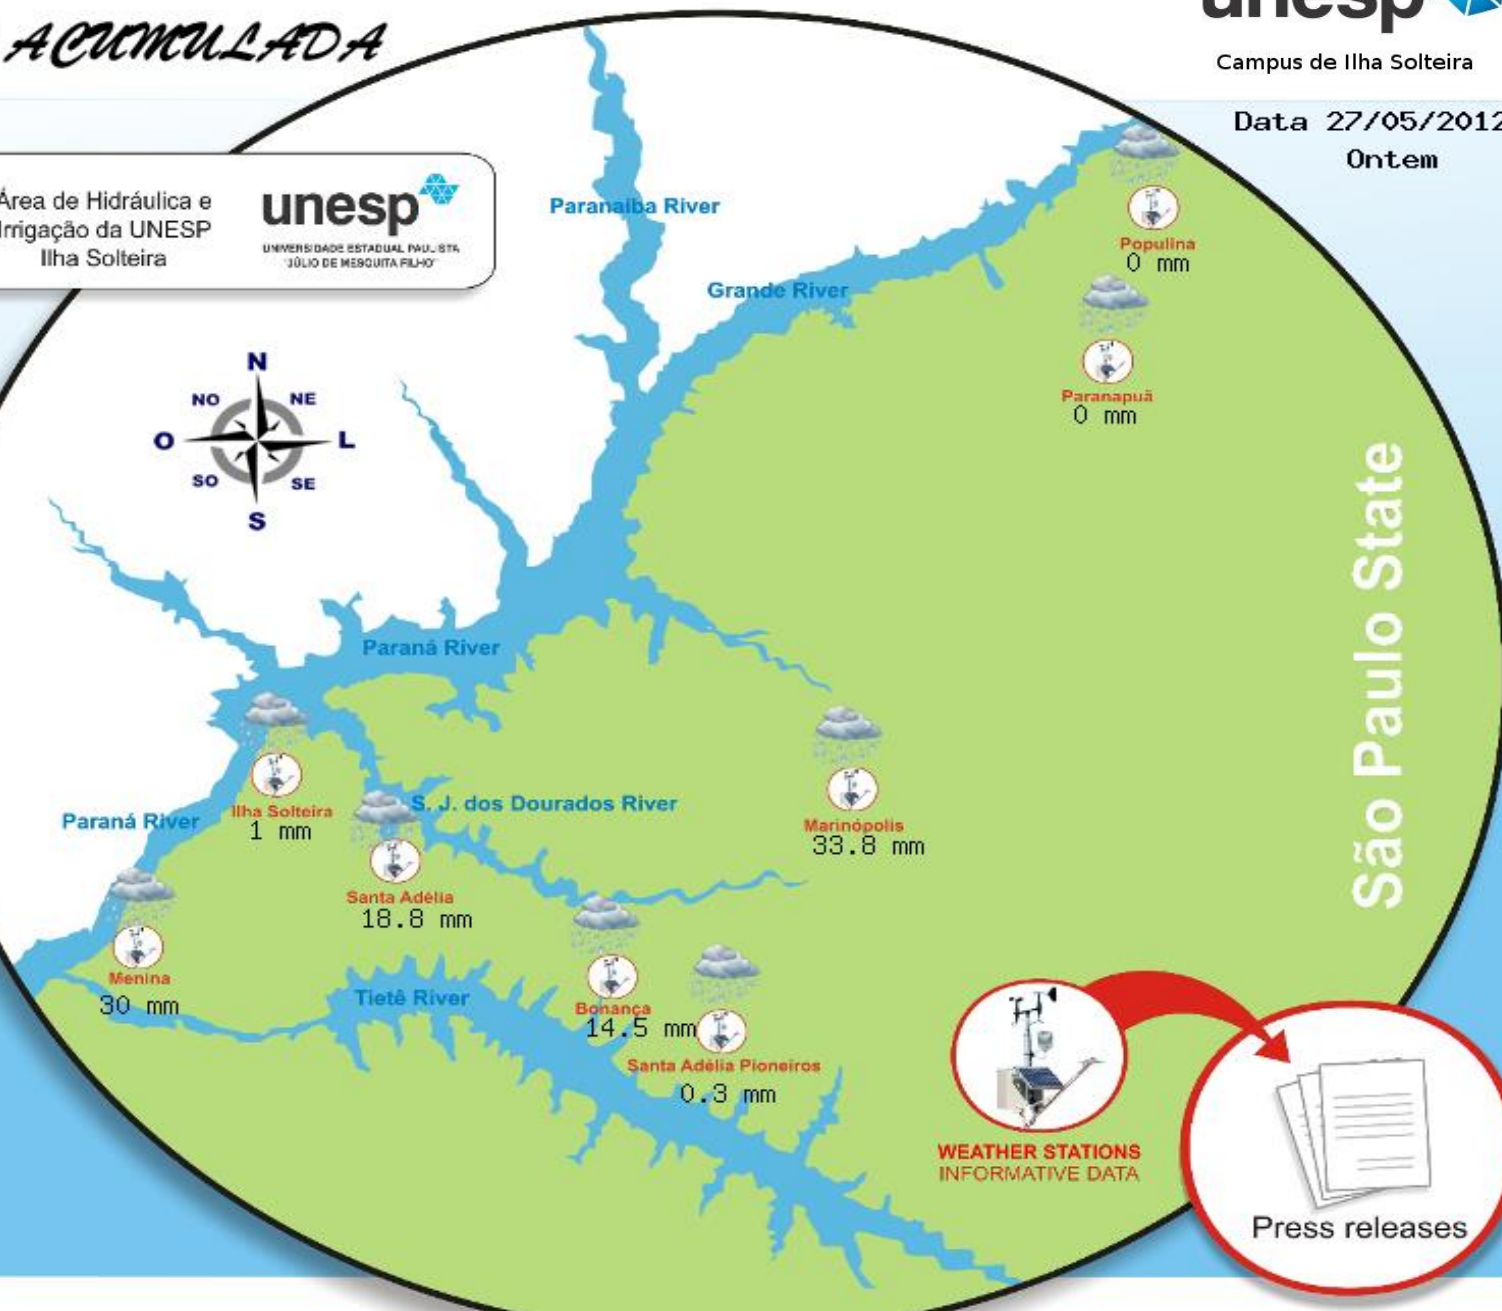 ACUMULADA
unesp
Campus de Ilha Solteira
Data 27/05/2012
Ontem
Área de Hidráulica e
Irrigação da UNESP
Ilha Solteira
unesp
UNIVERSIDADE ESTADUAL PAULISTA
"JÚLIO DE MESQUITA FILHO"
Paranaíba River
Populina
0 mm
Grande River
Paranapuã
0 mm
N
NO
NE
O
L
SO
SE
S
São Paulo State
Paraná River
Ilha Solteira
1 mm
Paraná River
S. J. dos Dourados River
Marinópolis
33.8 mm
Santa Adélia
18.8 mm
Menina
30 mm
Tietê River
Bonança
14.5 mm
Santa Adélia Pioneiros
0.3 mm
WEATHER STATIONS
INFORMATIVE DATA
Press releases